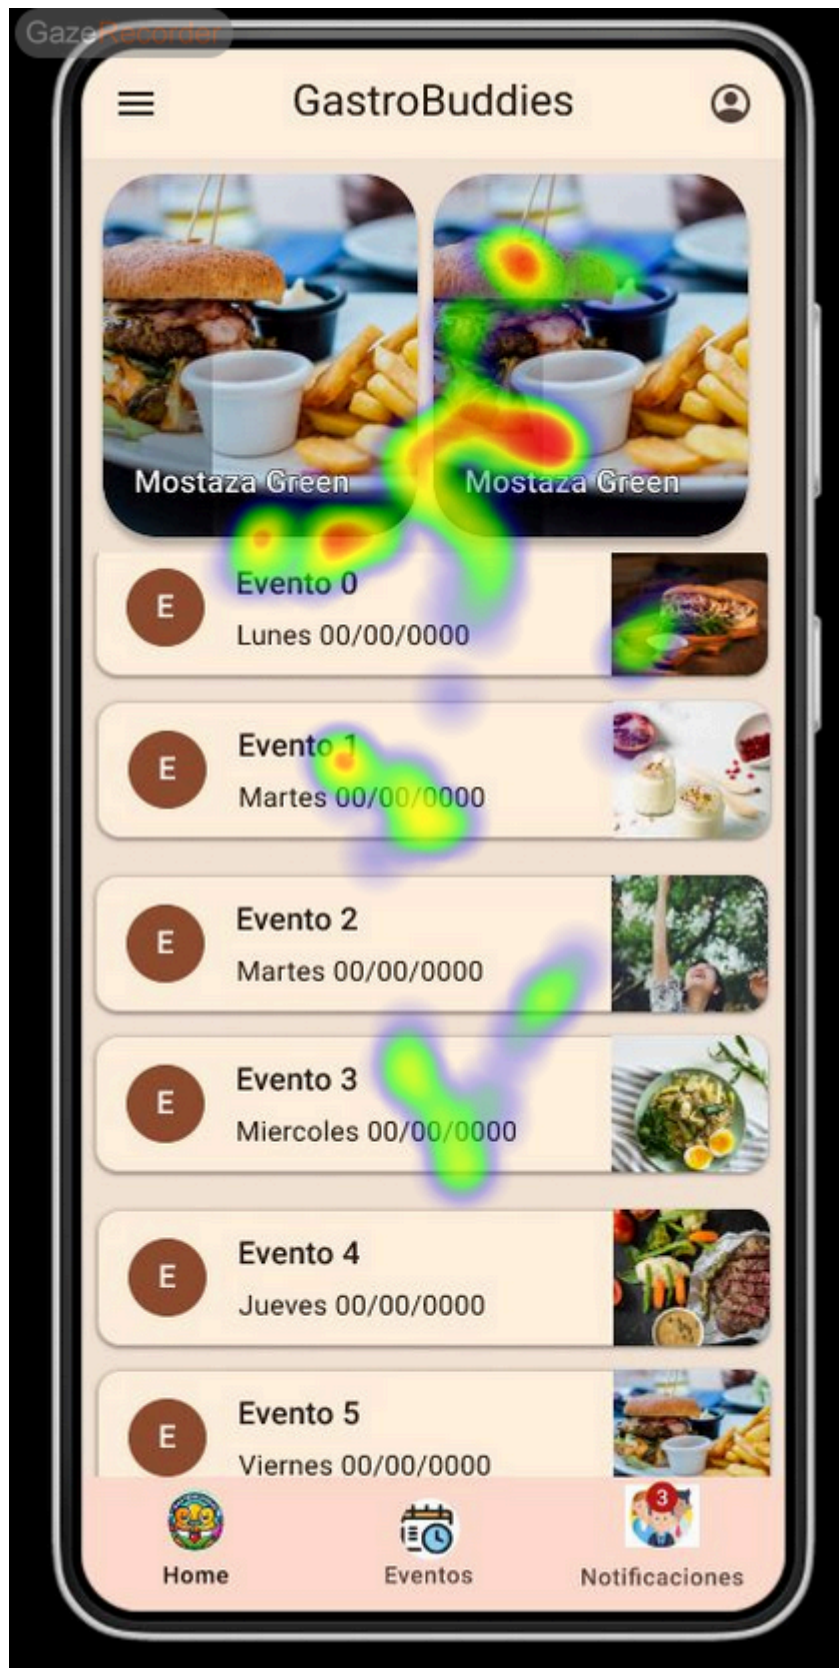 GazeRecorder
GastroBuddies
Mostaza Green
Mostaza Green
E
Evento 0
Lunes 00/00/0000
E
Evento 1
Martes 00/00/0000
E
Evento 2
Martes 00/00/0000
E
Evento 3
Miercoles 00/00/0000
E
Evento 4
Jueves 00/00/0000
E
Evento 5
Viernes 00/00/0000
3
Home
Eventos
Notificaciones